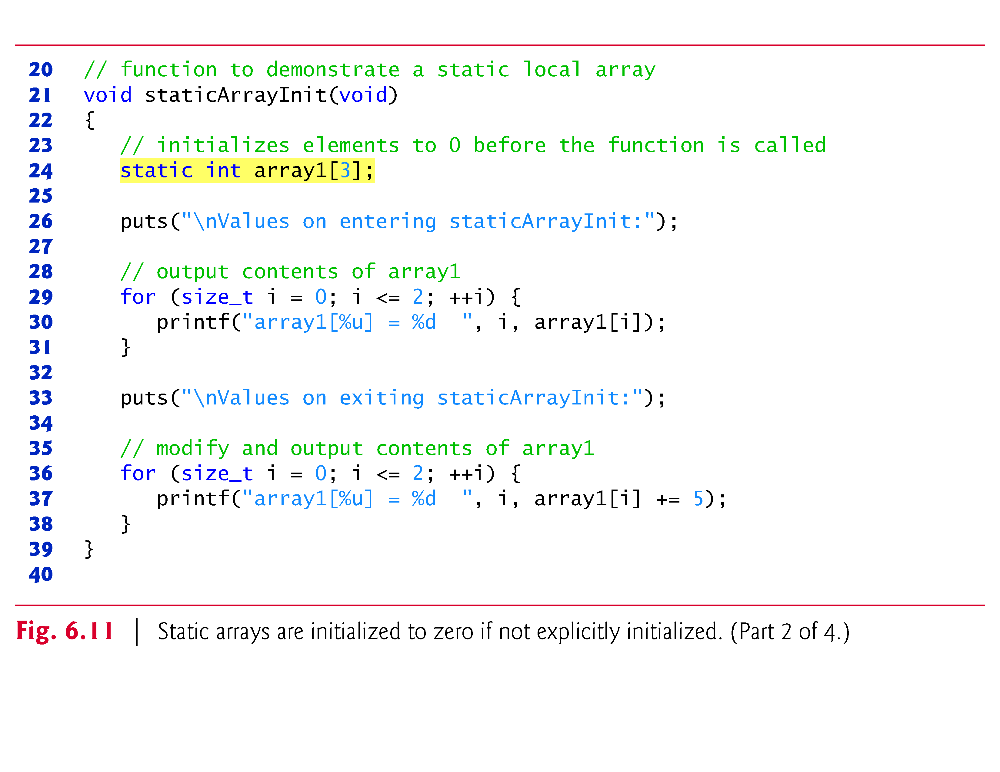 20 // function to demonstrate a static local array
21 void staticArrayInit(void)
22 {
23    // initializes elements to 0 before the function is called
24    static int array1[3];
25
26    puts("\nValues on entering staticArrayInit:");
27
28    // output contents of array1
29    for (size_t i = 0; i <= 2; ++i) {
30       printf("array1[%u] = %d  ", i, array1[i]);
31    }
32
33    puts("\nValues on exiting staticArrayInit:");
34
35    // modify and output contents of array1
36    for (size_t i = 0; i <= 2; ++i) {
37       printf("array1[%u] = %d  ", i, array1[i] += 5);
38    }
39 }
40
Fig. 6.11 | Static arrays are initialized to zero if not explicitly initialized. (Part 2 of 4.)